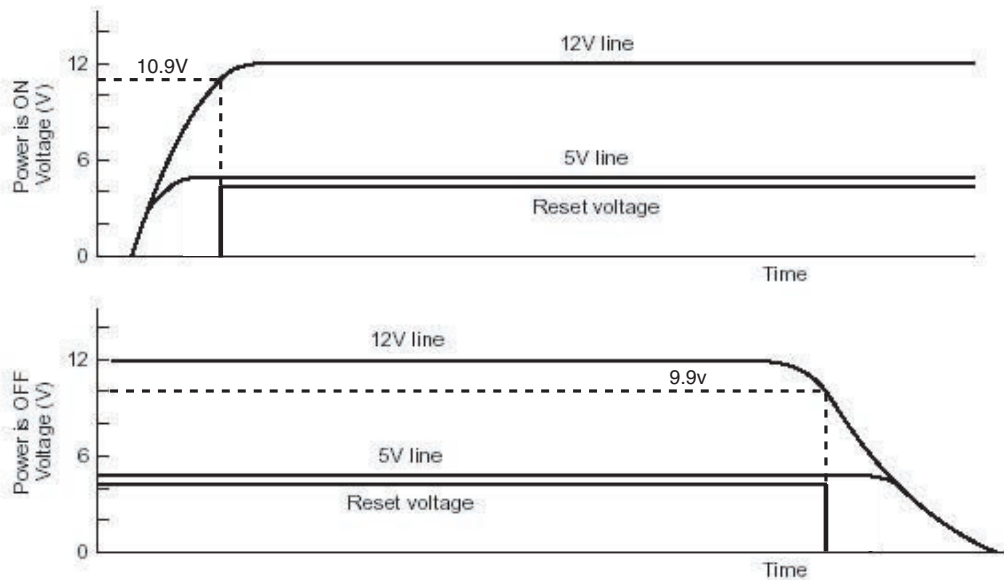 Power is ON
Voltage (V)
12
10.9V
12V line
6
5V line
Reset voltage
0
Time
Power is OFF
Voltage (V)
12V line
12
9.9v
6
5V line
Reset voltage
0
Time